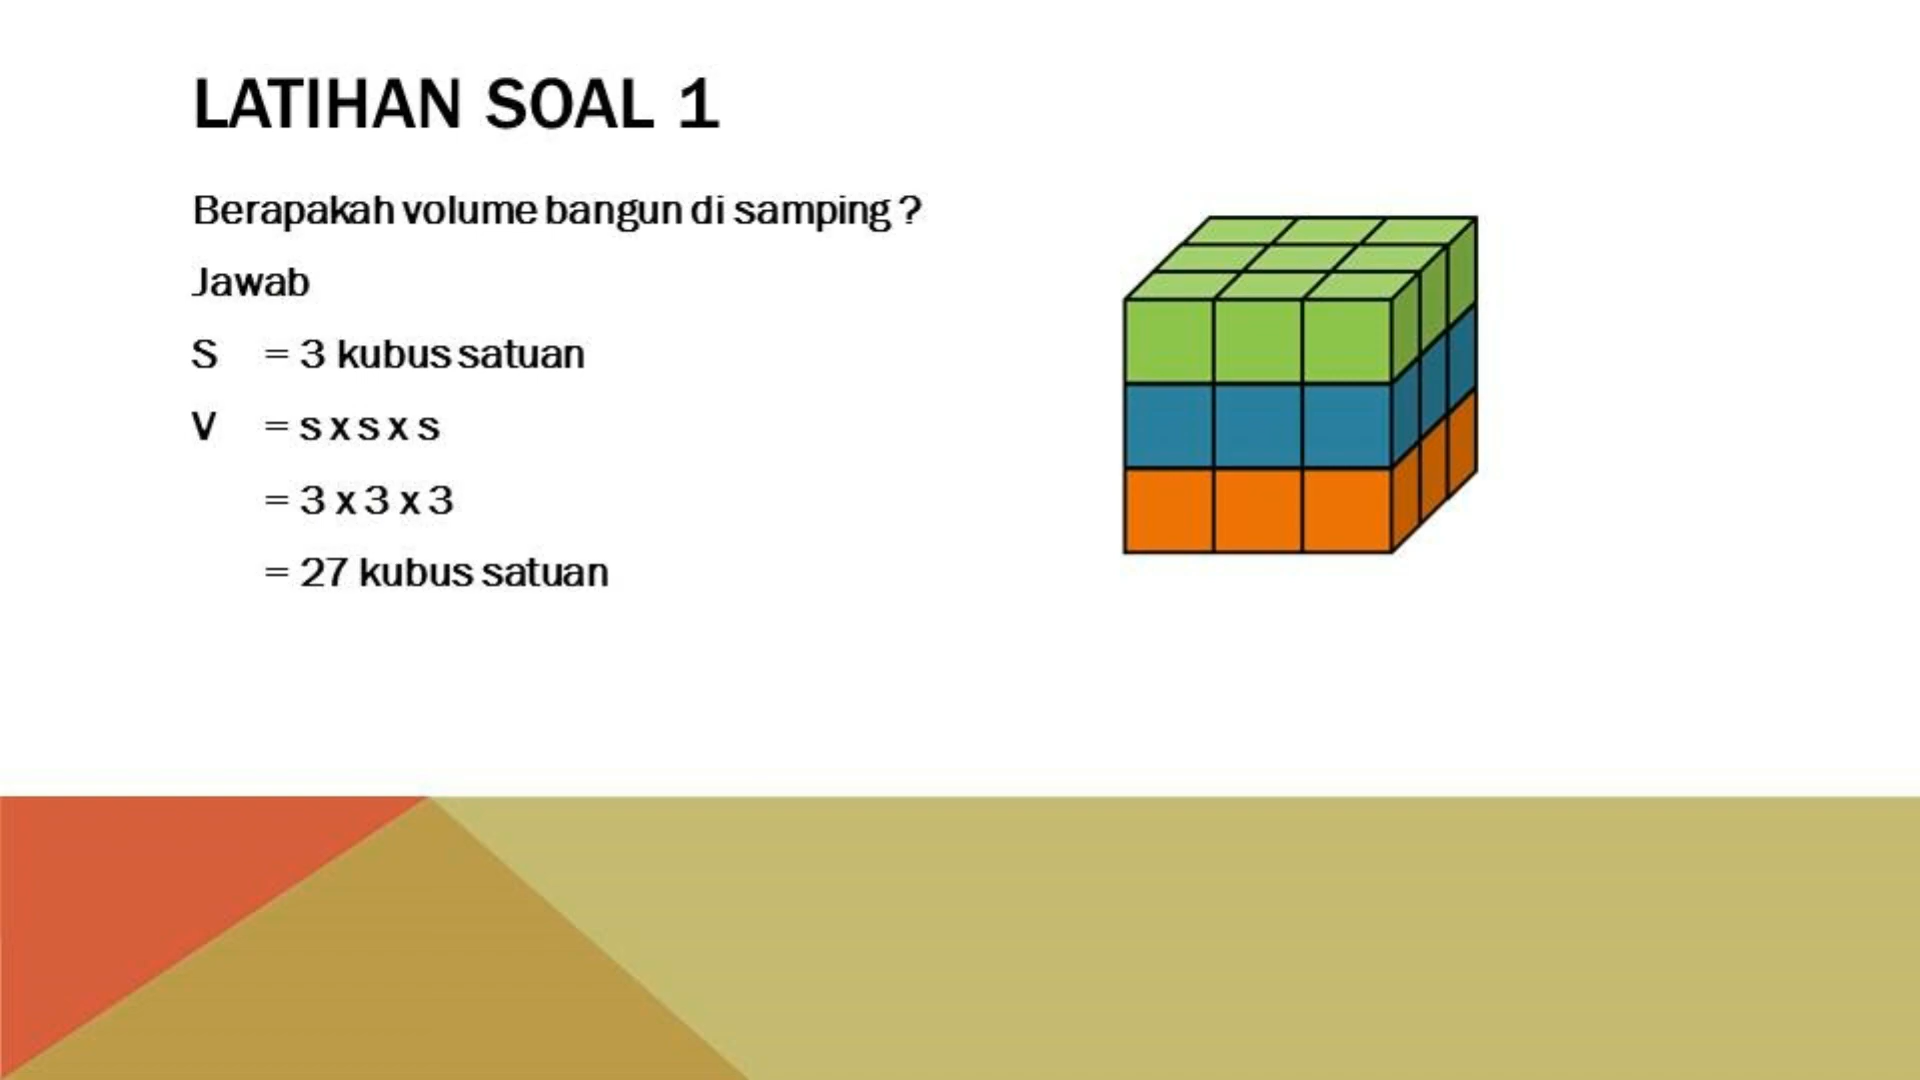 LATIHAN SOAL 1
Berapakah volume bangun di samping ?
Jawab
S = 3 kubus satuan
V = s x s x s
= 3 x 3 x 3
= 27 kubus satuan